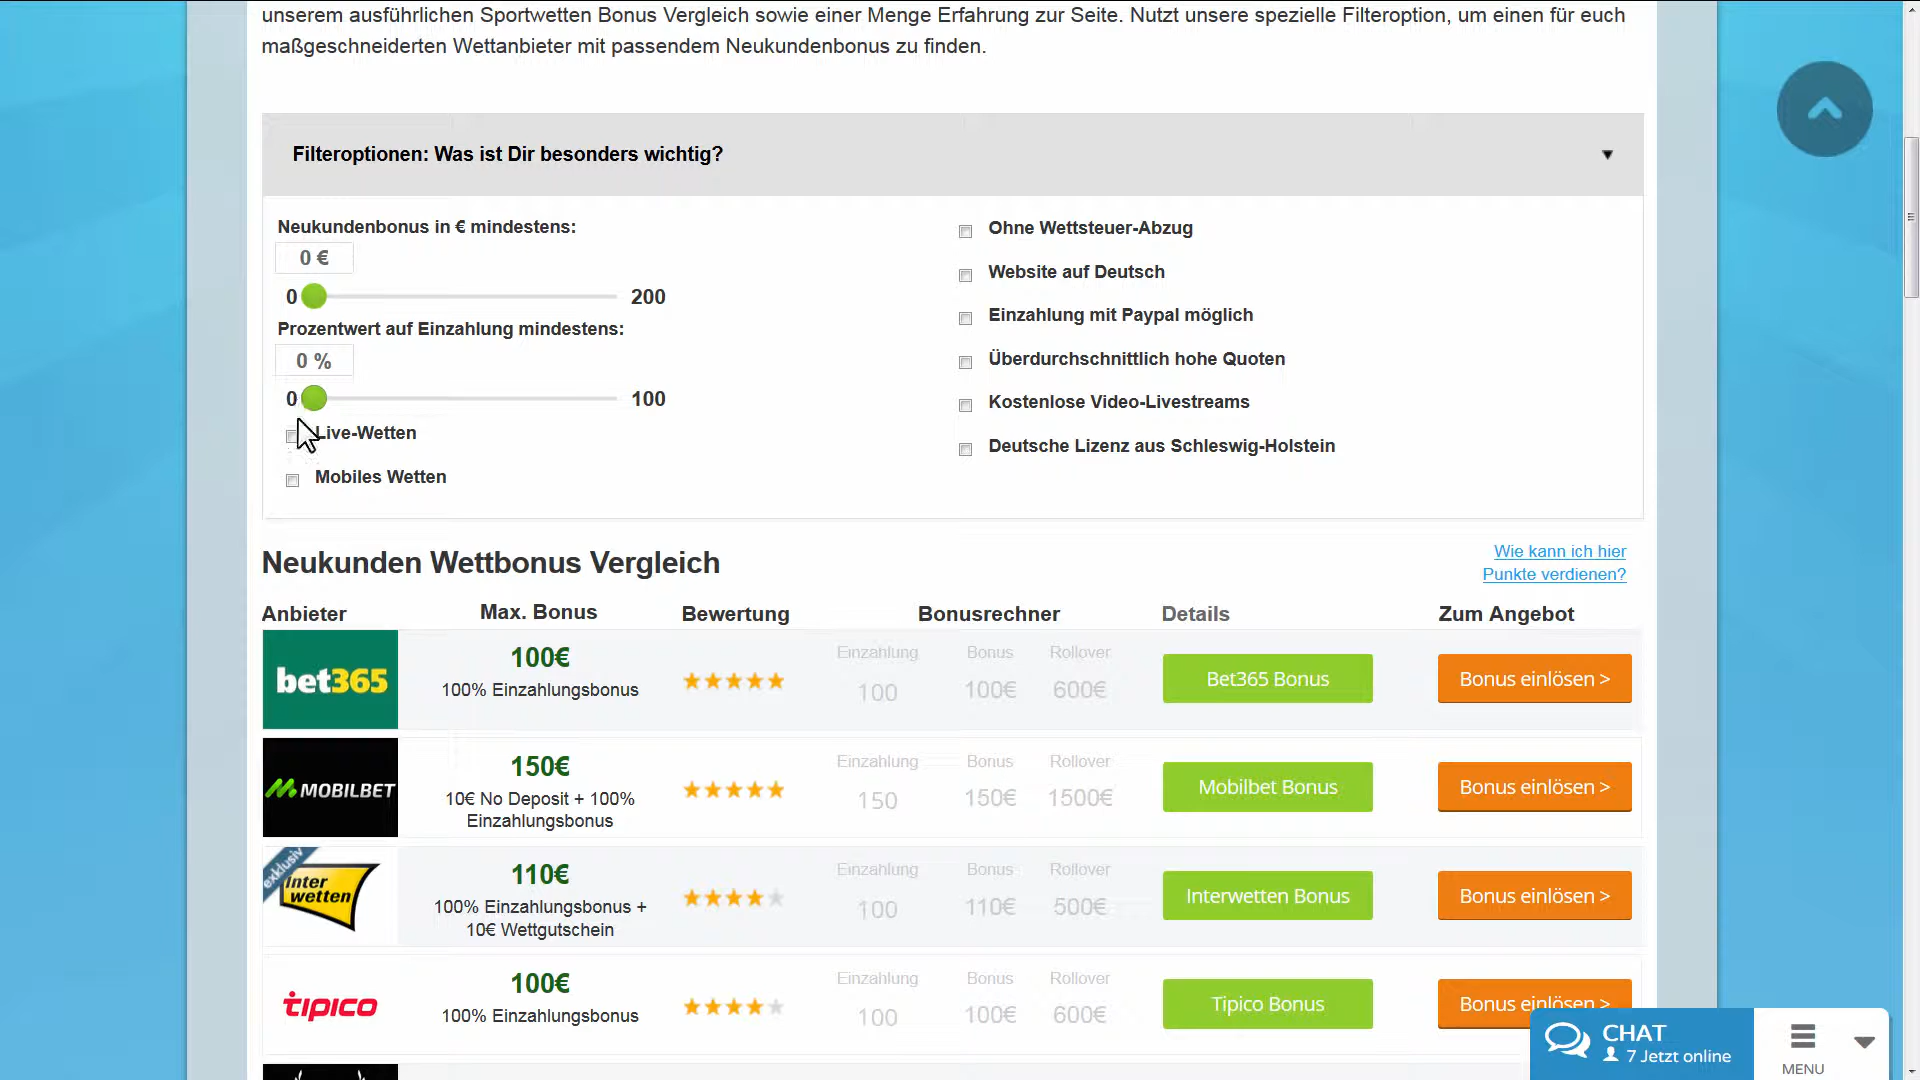 unserem ausführlichen Sportwetten Bonus Vergleich sowie einer Menge Erfahrung zur Seite. Nutzt unsere spezielle Filteroption, um einen für euch
maßgeschneiderten Wettanbieter mit passendem Neukundenbonus zu finden.
Filteroptionen: Was ist Dir besonders wichtig?
Neukundenbonus in € mindestens:
0 €
0 200
Prozentwert auf Einzahlung mindestens:
0 %
0 100
Live-Wetten
Mobiles Wetten
Ohne Wettsteuer-Abzug
Website auf Deutsch
Einzahlung mit Paypal möglich
Überdurchschnittlich hohe Quoten
Kostenlose Video-Livestreams
Deutsche Lizenz aus Schleswig-Holstein
Neukunden Wettbonus Vergleich
Wie kann ich hier
Punkte verdienen?
Anbieter Max. Bonus Bewertung Bonusrechner Details Zum Angebot
bet365
100€
100% Einzahlungsbonus
Einzahlung Bonus Rollover
100 100€ 600€
Bet365 Bonus
Bonus einlösen >
MOBILBET
150€
10€ No Deposit + 100%
Einzahlungsbonus
Einzahlung Bonus Rollover
150 150€ 1500€
Mobilbet Bonus
Bonus einlösen >
exklusiv
inter
wetten
110€
100% Einzahlungsbonus +
10€ Wettgutschein
Einzahlung Bonus Rollover
100 110€ 500€
Interwetten Bonus
Bonus einlösen >
tipico
100€
100% Einzahlungsbonus
Einzahlung Bonus Rollover
100 100€ 600€
Tipico Bonus
Bonus einlösen >
CHAT
7 Jetzt online
MENU